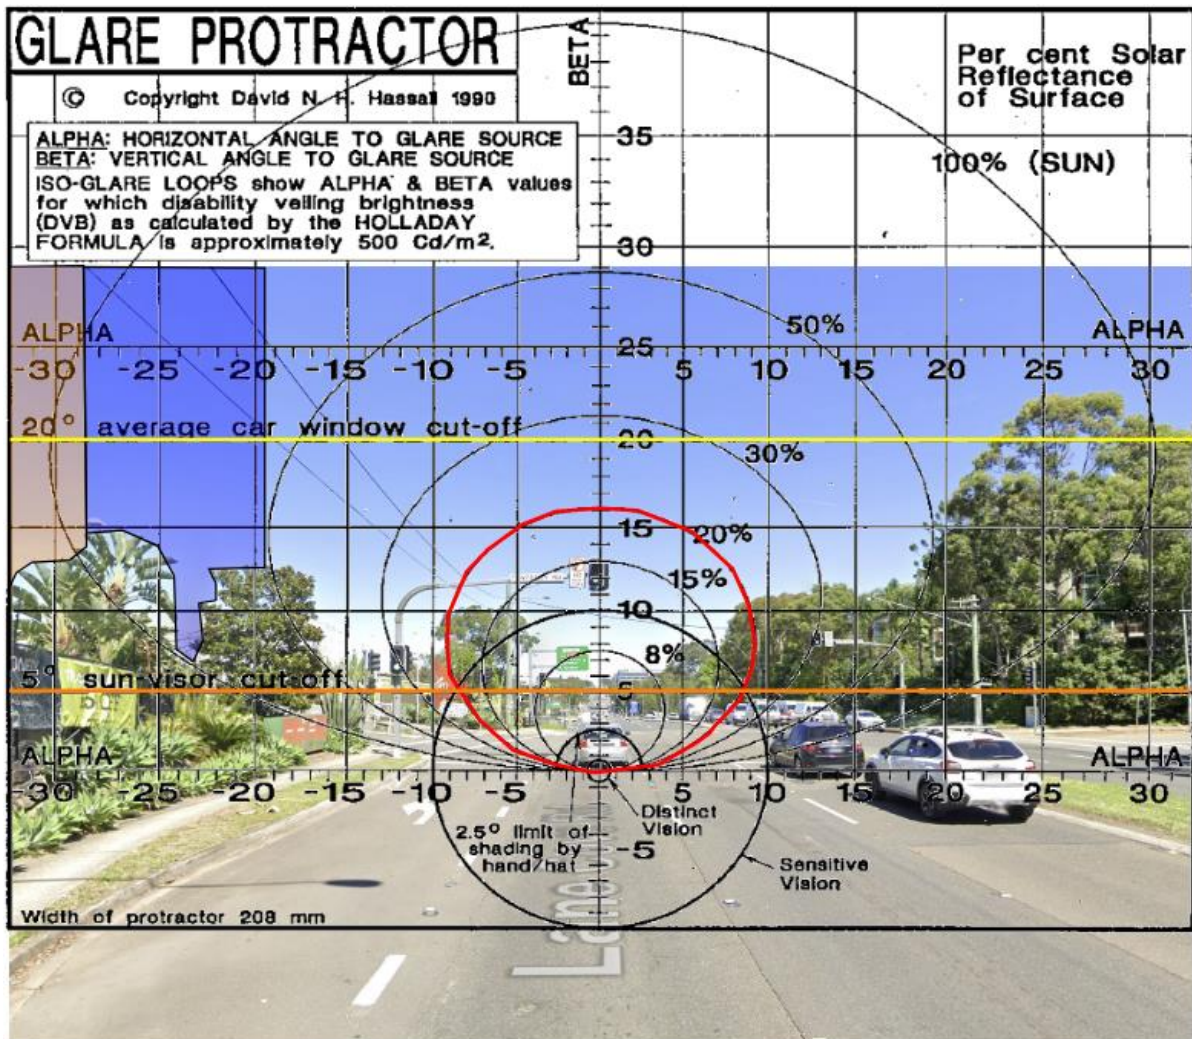 GLARE PROTRACTOR
BETA
Per cent Solar
Reflectance
of Surface
© Copyright David N. H. Hassall 1990
ALPHA: HORIZONTAL ANGLE TO GLARE SOURCE
BETA: VERTICAL ANGLE TO GLARE SOURCE
ISO-GLARE LOOPS show ALPHA & BETA values
for which disability veiling brightness
(DVB) as calculated by the HOLLADAY
FORMULA is approximately 500 Cd/m².
35
100% (SUN)
30
50%
ALPHA 25 ALPHA
-30 -25 -20 -15 -10 -5 5 10 15 20 25 30
20° average car window cut-off
20
30%
15
20%
15%
10
8%
5° sun-visor cut-off
5
ALPHA ALPHA
-30 -25 -20 -15 -10 -5 5 10 15 20 25 30
Distinct
Vision
2.5° limit of
shading by
hand/hat
-5
Sensitive
Vision
Width of protractor 208 mm